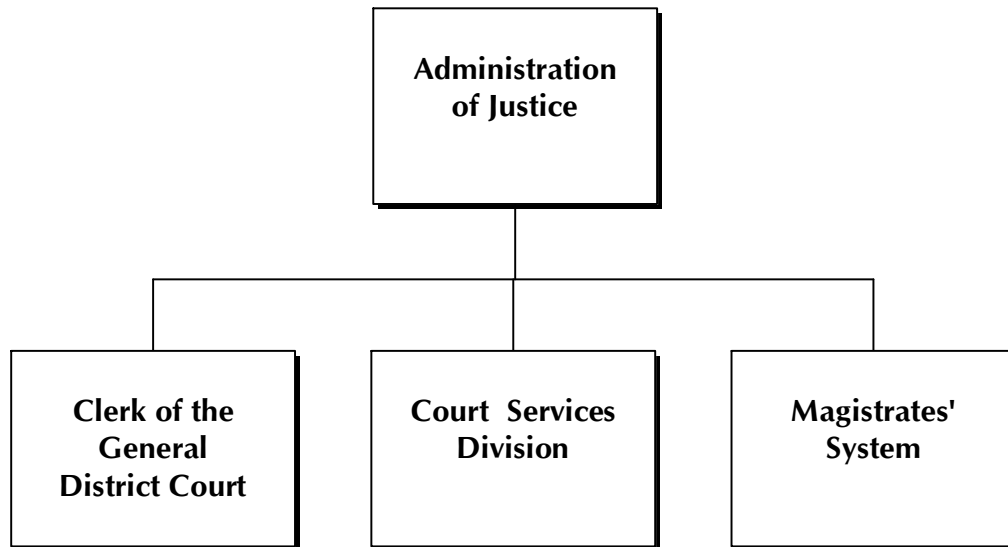 Administration
of Justice
Clerk of the
General
District Court
Court Services
Division
Magistrates'
System